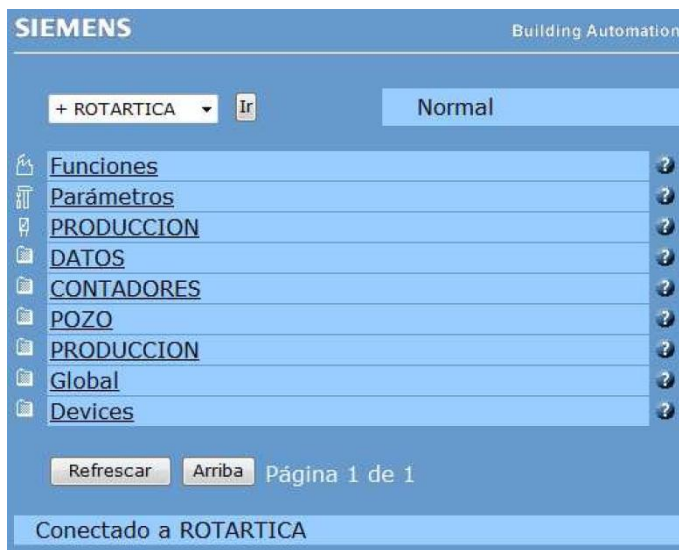 SIEMENS
Building Automation
+ ROTARTICA
Ir
Normal
Funciones
?
Parámetros
?
PRODUCCION
?
DATOS
?
CONTADORES
?
POZO
?
PRODUCCION
?
Global
?
Devices
?
Refrescar
Arriba
Página 1 de 1
Conectado a ROTARTICA